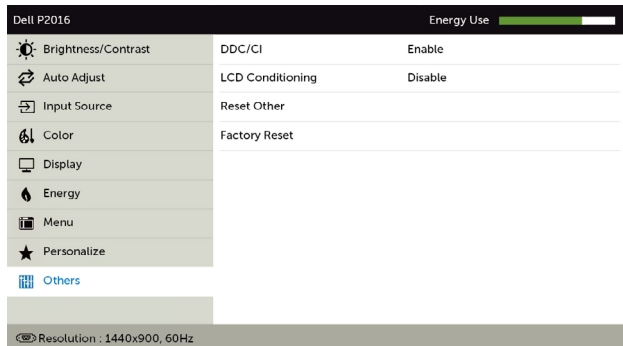 Dell P2016
Energy Use
Brightness/Contrast
Auto Adjust
Input Source
Color
Display
Energy
Menu
Personalize
Others
DDC/CI Enable
LCD Conditioning Disable
Reset Other
Factory Reset
Resolution : 1440x900, 60Hz